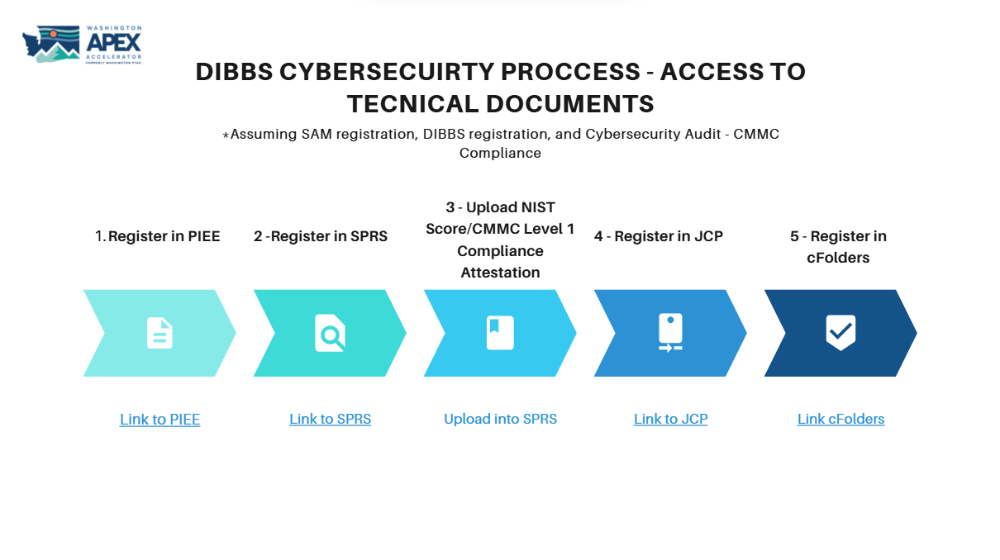 WASHINGTON
APEX
ACCELERATOR
FORMERLY WASHINGTON PTAC
DIBBS CYBERSECUIRTY PROCCESS - ACCESS TO
TECNICAL DOCUMENTS
*Assuming SAM registration, DIBBS registration, and Cybersecurity Audit - CMMC
Compliance
1. Register in PIEE
2 -Register in SPRS
3 - Upload NIST
Score/CMMC Level 1
Compliance
Attestation
4 - Register in JCP
5 - Register in
cFolders
Link to PIEE
Link to SPRS
Upload into SPRS
Link to JCP
Link cFolders